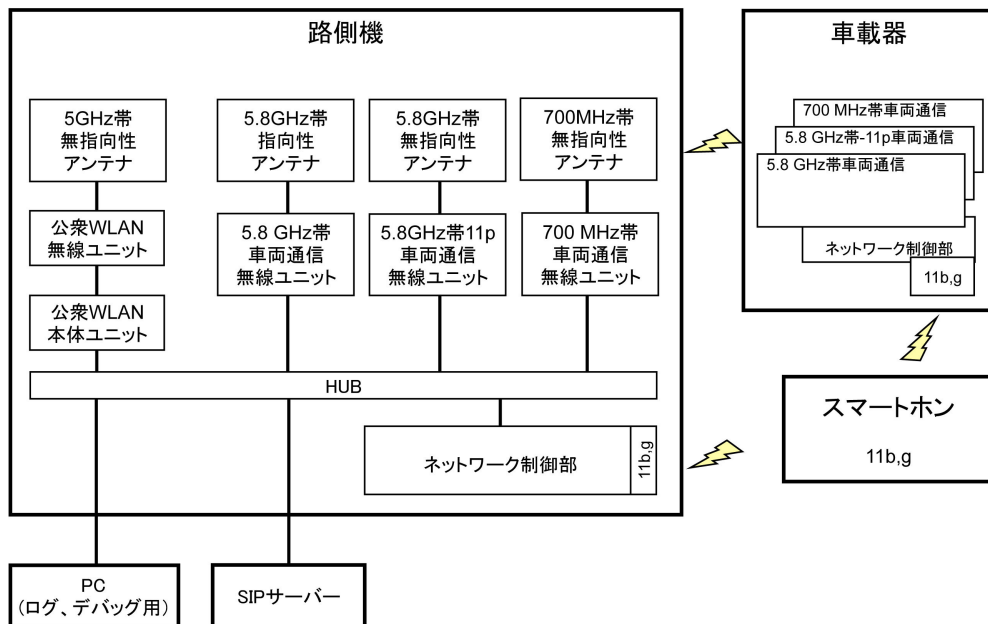 路側機
5GHz帯
無指向性
アンテナ
5.8GHz帯
指向性
アンテナ
5.8GHz帯
無指向性
アンテナ
700MHz帯
無指向性
アンテナ
公衆WLAN
無線ユニット
5.8 GHz帯
車両通信
無線ユニット
5.8GHz帯11p
車両通信
無線ユニット
700 MHz帯
車両通信
無線ユニット
公衆WLAN
本体ユニット
HUB
ネットワーク制御部
11b,g
車載器
700 MHz帯車両通信
5.8 GHz帯-11p車両通信
5.8 GHz帯車両通信
ネットワーク制御部
11b,g
スマートホン
11b,g
PC
(ログ、デバッグ用)
SIPサーバー